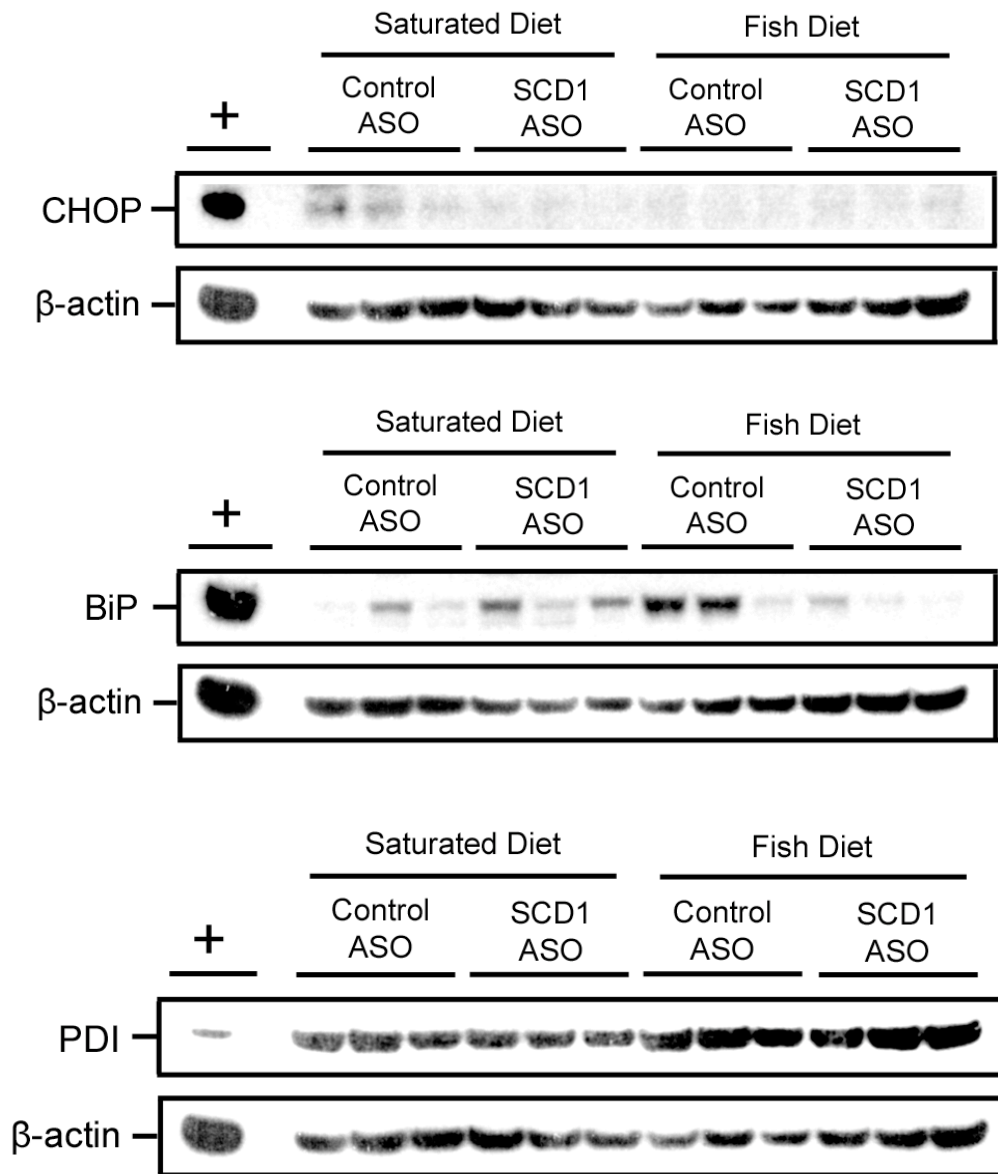 Saturated Diet Fish Diet
Control SCD1 Control SCD1
+ ASO ASO ASO ASO
CHOP
β-actin
Saturated Diet Fish Diet
Control SCD1 Control SCD1
+ ASO ASO ASO ASO
BiP
β-actin
Saturated Diet Fish Diet
Control SCD1 Control SCD1
+ ASO ASO ASO ASO
PDI
β-actin